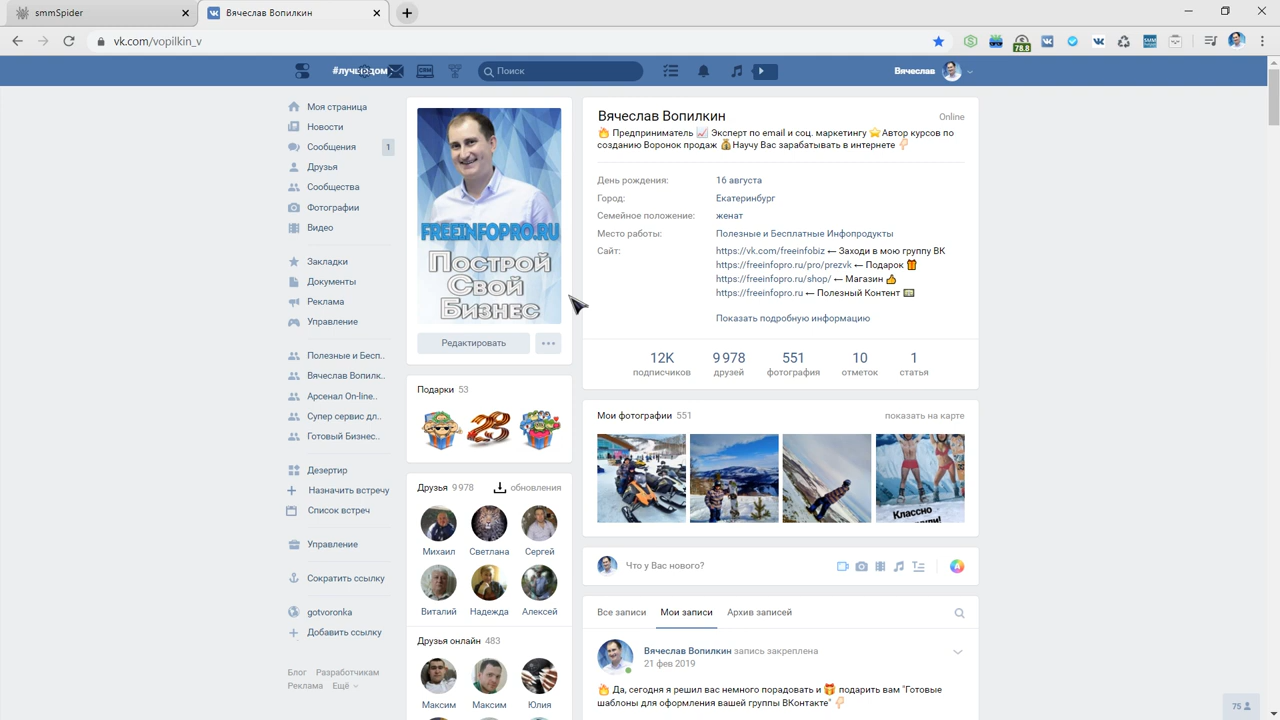 smmSpider
Вячеслав Вопилкин
vk.com/vopilkin_v
78.8
SMM
CRM
Поиск
Вячеслав
Моя страница
Новости
Сообщения 1
Друзья
Сообщества
Фотографии
Видео
Закладки
Документы
Реклама
Управление
Полезные и Бесп..
Вячеслав Вопилк..
Арсенал On-line..
Супер сервис дл..
Готовый Бизнес..
Дезертир
Назначить встречу
Список встреч
Управление
Сократить ссылку
gotvoronka
Добавить ссылку
Блог Разработчикам
Реклама Ещё
FREEINFOPRO.RU
Построй
Свой
Бизнес
Редактировать
Подарки 53
23
Друзья 9 978 обновления
Михаил Светлана Сергей
Виталий Надежда Алексей
Друзья онлайн 483
Максим Максим Юлия
Вячеслав Вопилкин
Online
🔥 Предприниматель 📈 Эксперт по email и соц. маркетингу ⭐Автор курсов по
созданию Воронок продаж 💰Научу Вас зарабатывать в интернете 👇🏻
День рождения: 16 августа
Город: Екатеринбург
Семейное положение: женат
Место работы: Полезные и Бесплатные Инфопродукты
Сайт: https://vk.com/freeinfobiz ← Заходи в мою группу ВК
https://freeinfopro.ru/pro/prezvk ← Подарок 🎁
https://freeinfopro.ru/shop/ ← Магазин 👍
https://freeinfopro.ru ← Полезный Контент 💵
Показать подробную информацию
12K 9 978 551 10 1
подписчиков друзей фотография отметок статья
Мои фотографии 551 показать на карте
Классно
Что у Вас нового?
Все записи Мои записи Архив записей
Вячеслав Вопилкин запись закреплена
21 фев 2019
🔥 Да, сегодня я решил вас немного порадовать и 🎁 подарить вам "Готовые
шаблоны для оформления вашей группы ВКонтакте" 👇🏻
75